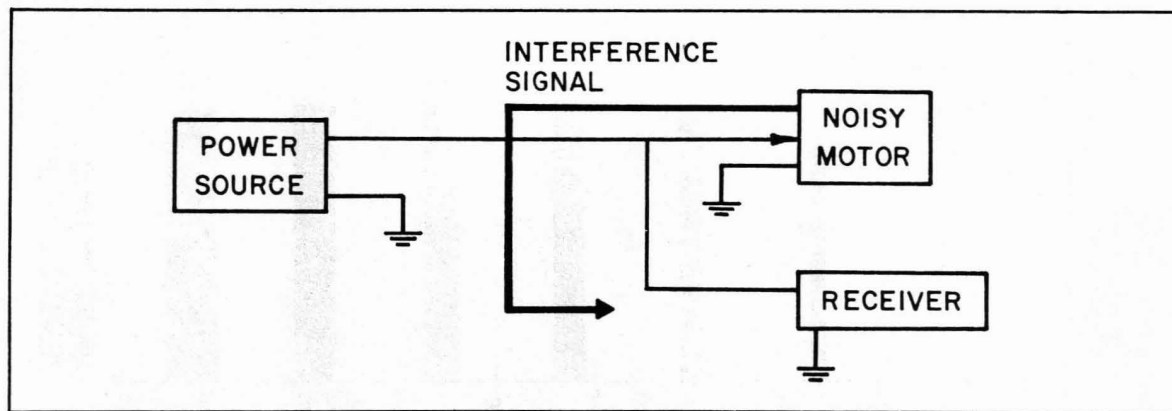 INTERFERENCE
SIGNAL
POWER
SOURCE
NOISY
MOTOR
RECEIVER